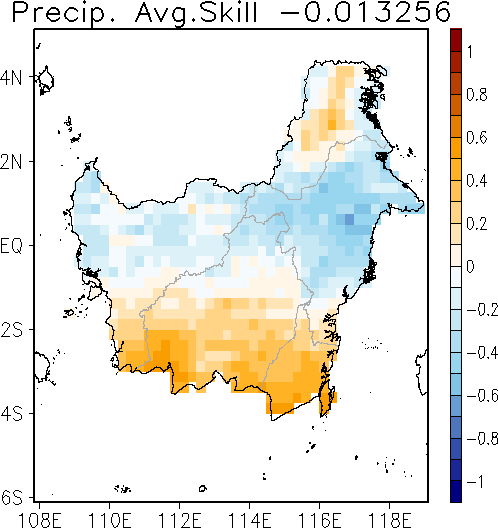 Precip. Avg.Skill −0.013256
4N
2N
EQ
2S
4S
6S
108E 110E 112E 114E 116E 118E
1
0.8
0.6
0.4
0.2
0
-0.2
-0.4
-0.6
-0.8
-1